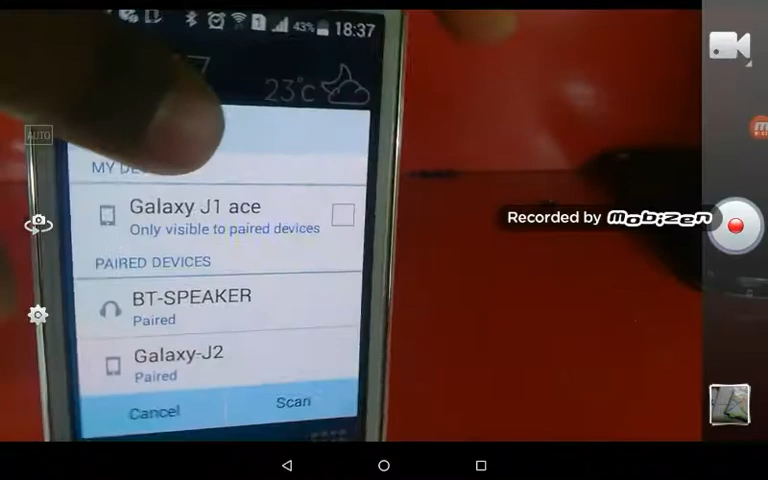 43% 18:37
23°c
AUTO
MY DE
Galaxy J1 ace
Only visible to paired devices
Recorded by mobizen
PAIRED DEVICES
BT-SPEAKER
Paired
Galaxy-J2
Paired
Cancel Scan